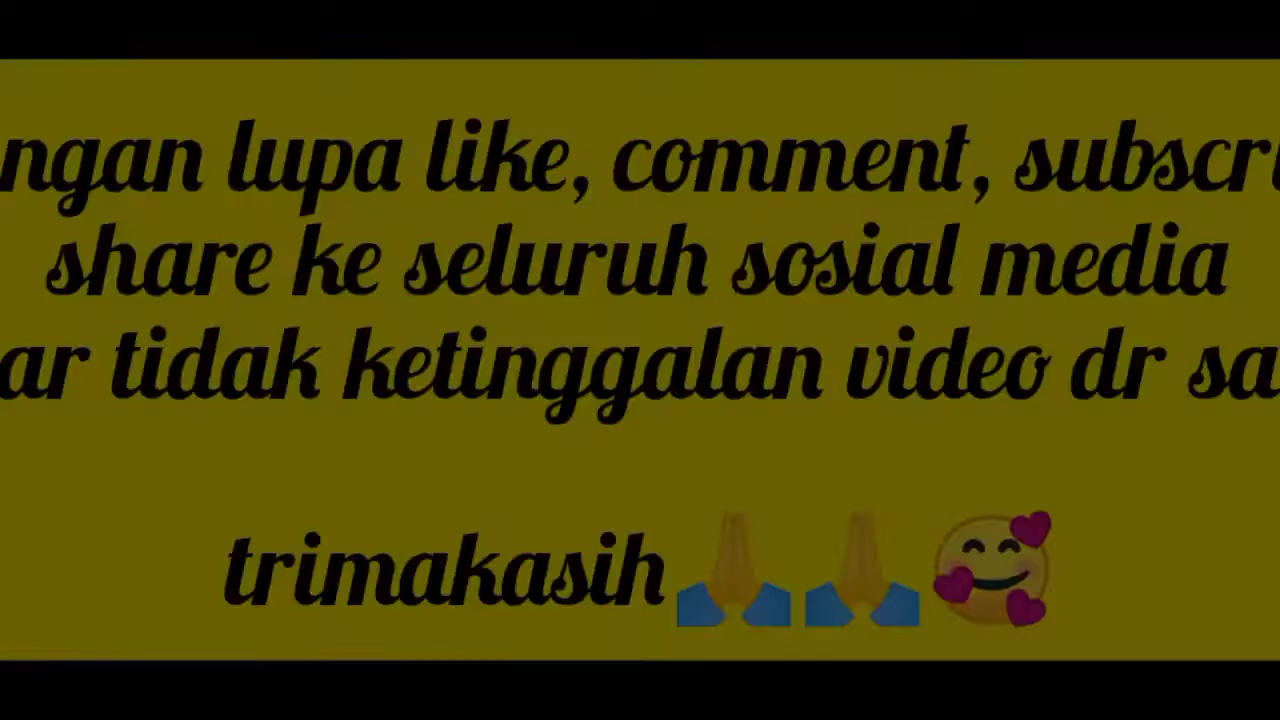 ngan lupa like, comment, subscr
share ke seluruh sosial media
ar tidak ketinggalan video dr sa
trimakasih🙏🙏🥰